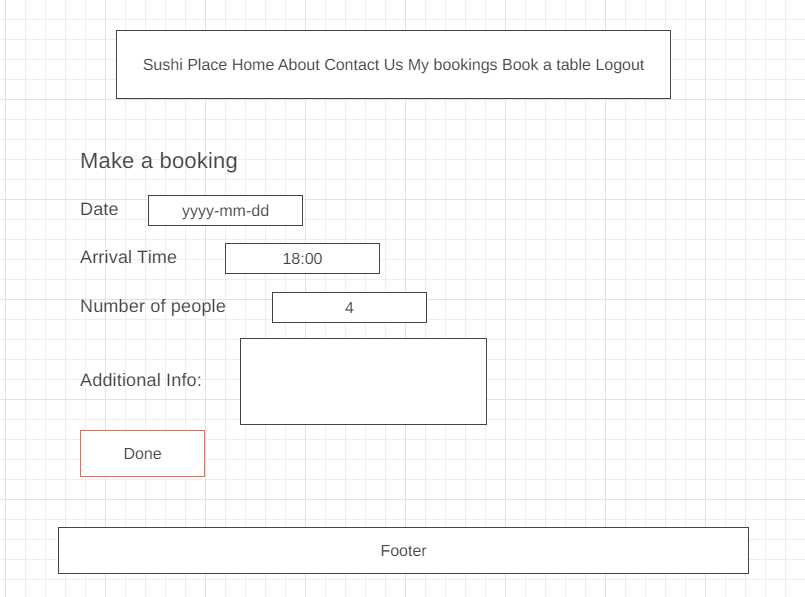 Sushi Place Home About Contact Us My bookings Book a table Logout
Make a booking
Date yyyy-mm-dd
Arrival Time 18:00
Number of people 4
Additional Info:
Done
Footer